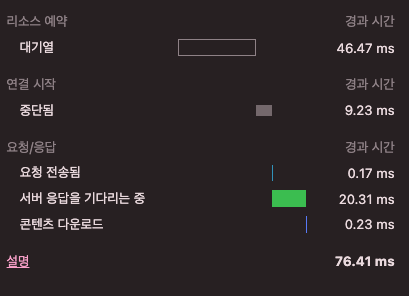 리소스 예약 경과 시간
대기열 46.47 ms
연결 시작 경과 시간
중단됨 9.23 ms
요청/응답 경과 시간
요청 전송됨 0.17 ms
서버 응답을 기다리는 중 20.31 ms
콘텐츠 다운로드 0.23 ms
설명 76.41 ms